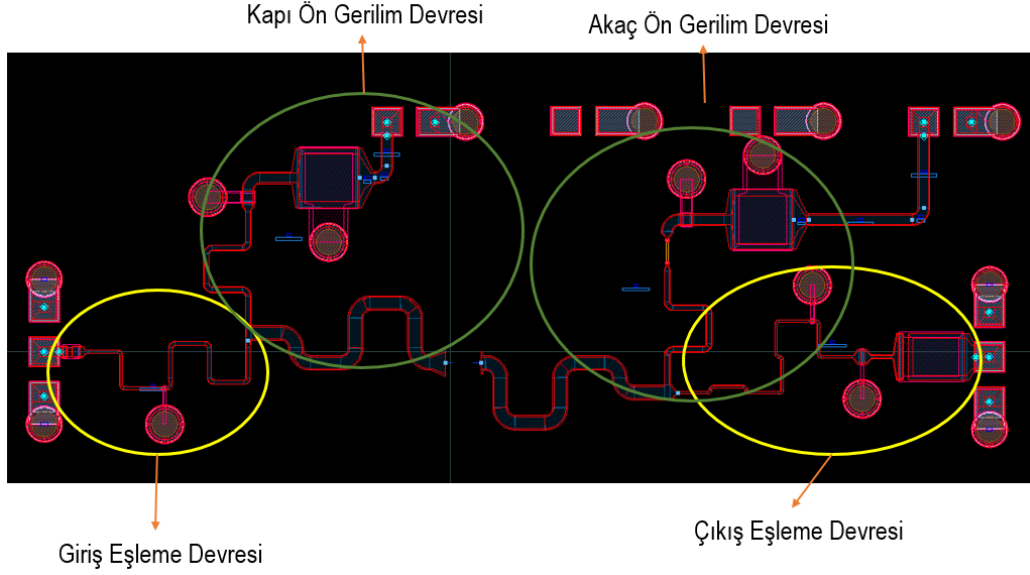 Kapı Ön Gerilim Devresi
Akaç Ön Gerilim Devresi
Giriş Eşleme Devresi
Çıkış Eşleme Devresi